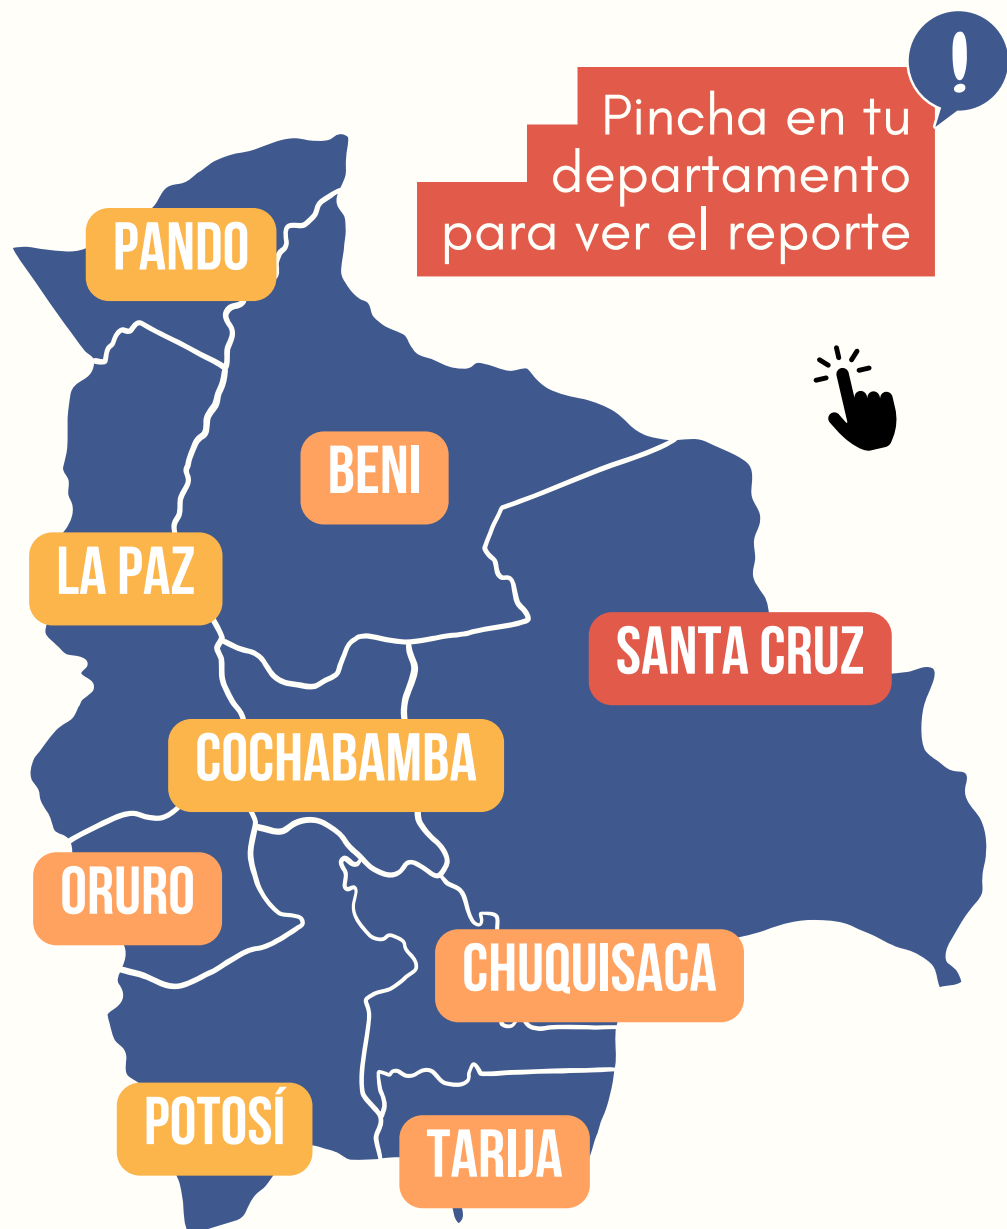 !
Pincha en tu
departamento
para ver el reporte
PANDO
BENI
LA PAZ
SANTA CRUZ
COCHABAMBA
ORURO
CHUQUISACA
POTOSÍ
TARIJA